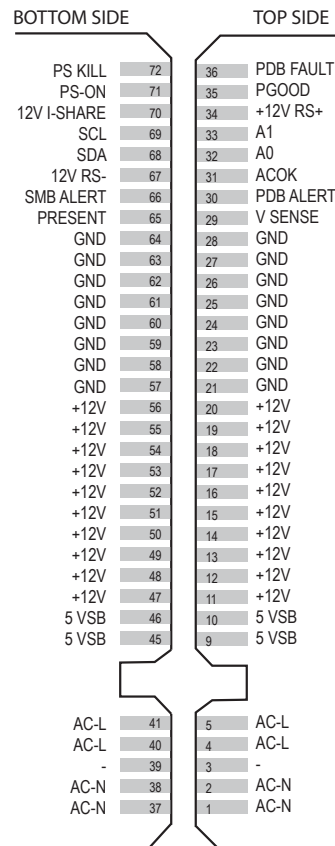 BOTTOM SIDE TOP SIDE
PS KILL 72 36 PDB FAULT
PS-ON 71 35 PGOOD
12V I-SHARE 70 34 +12V RS+
SCL 69 33 A1
SDA 68 32 A0
12V RS- 67 31 ACOK
SMB ALERT 66 30 PDB ALERT
PRESENT 65 29 V SENSE
GND 64 28 GND
GND 63 27 GND
GND 62 26 GND
GND 61 25 GND
GND 60 24 GND
GND 59 23 GND
GND 58 22 GND
GND 57 21 GND
+12V 56 20 +12V
+12V 55 19 +12V
+12V 54 18 +12V
+12V 53 17 +12V
+12V 52 16 +12V
+12V 51 15 +12V
+12V 50 14 +12V
+12V 49 13 +12V
+12V 48 12 +12V
+12V 47 11 +12V
5 VSB 46 10 5 VSB
5 VSB 45 9 5 VSB
AC-L 41 5 AC-L
AC-L 40 4 AC-L
- 39 3 -
AC-N 38 2 AC-N
AC-N 37 1 AC-N